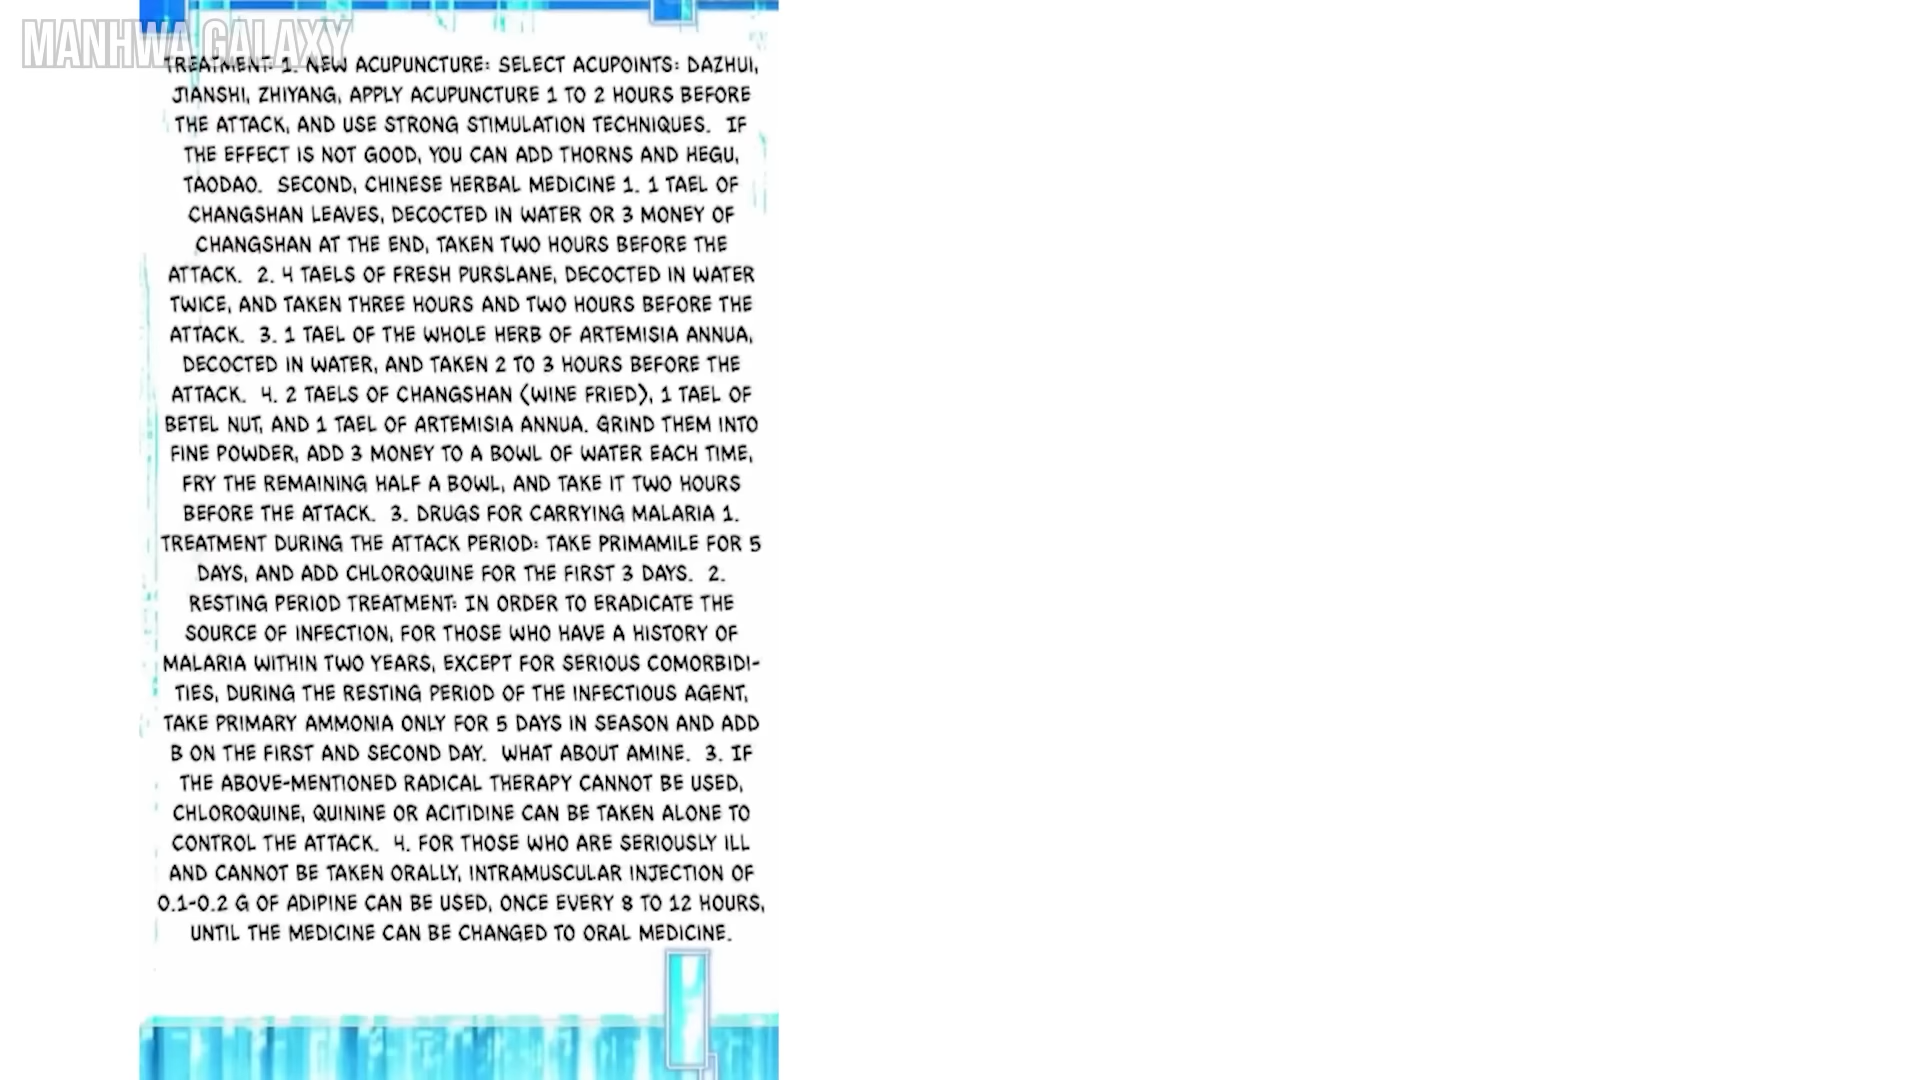 MANHWA GALAXY
TREATMENT: 1. NEW ACUPUNCTURE: SELECT ACUPOINTS: DAZHUI,
JIANSHI, ZHIYANG, APPLY ACUPUNCTURE 1 TO 2 HOURS BEFORE
THE ATTACK, AND USE STRONG STIMULATION TECHNIQUES. IF
THE EFFECT IS NOT GOOD, YOU CAN ADD THORNS AND HEGU,
TAODAO. SECOND, CHINESE HERBAL MEDICINE 1. 1 TAEL OF
CHANGSHAN LEAVES, DECOCTED IN WATER OR 3 MONEY OF
CHANGSHAN AT THE END, TAKEN TWO HOURS BEFORE THE
ATTACK. 2. 4 TAELS OF FRESH PURSLANE, DECOCTED IN WATER
TWICE, AND TAKEN THREE HOURS AND TWO HOURS BEFORE THE
ATTACK. 3. 1 TAEL OF THE WHOLE HERB OF ARTEMISIA ANNUA,
DECOCTED IN WATER, AND TAKEN 2 TO 3 HOURS BEFORE THE
ATTACK. 4. 2 TAELS OF CHANGSHAN (WINE FRIED), 1 TAEL OF
BETEL NUT, AND 1 TAEL OF ARTEMISIA ANNUA. GRIND THEM INTO
FINE POWDER, ADD 3 MONEY TO A BOWL OF WATER EACH TIME,
FRY THE REMAINING HALF A BOWL, AND TAKE IT TWO HOURS
BEFORE THE ATTACK. 3. DRUGS FOR CARRYING MALARIA 1.
TREATMENT DURING THE ATTACK PERIOD: TAKE PRIMAMILE FOR 5
DAYS, AND ADD CHLOROQUINE FOR THE FIRST 3 DAYS. 2.
RESTING PERIOD TREATMENT: IN ORDER TO ERADICATE THE
SOURCE OF INFECTION, FOR THOSE WHO HAVE A HISTORY OF
MALARIA WITHIN TWO YEARS, EXCEPT FOR SERIOUS COMORBIDI-
TIES, DURING THE RESTING PERIOD OF THE INFECTIOUS AGENT,
TAKE PRIMARY AMMONIA ONLY FOR 5 DAYS IN SEASON AND ADD
B ON THE FIRST AND SECOND DAY. WHAT ABOUT AMINE. 3. IF
THE ABOVE-MENTIONED RADICAL THERAPY CANNOT BE USED,
CHLOROQUINE, QUININE OR ACITIDINE CAN BE TAKEN ALONE TO
CONTROL THE ATTACK. 4. FOR THOSE WHO ARE SERIOUSLY ILL
AND CANNOT BE TAKEN ORALLY, INTRAMUSCULAR INJECTION OF
0.1-0.2 G OF ADIPINE CAN BE USED, ONCE EVERY 8 TO 12 HOURS,
UNTIL THE MEDICINE CAN BE CHANGED TO ORAL MEDICINE.